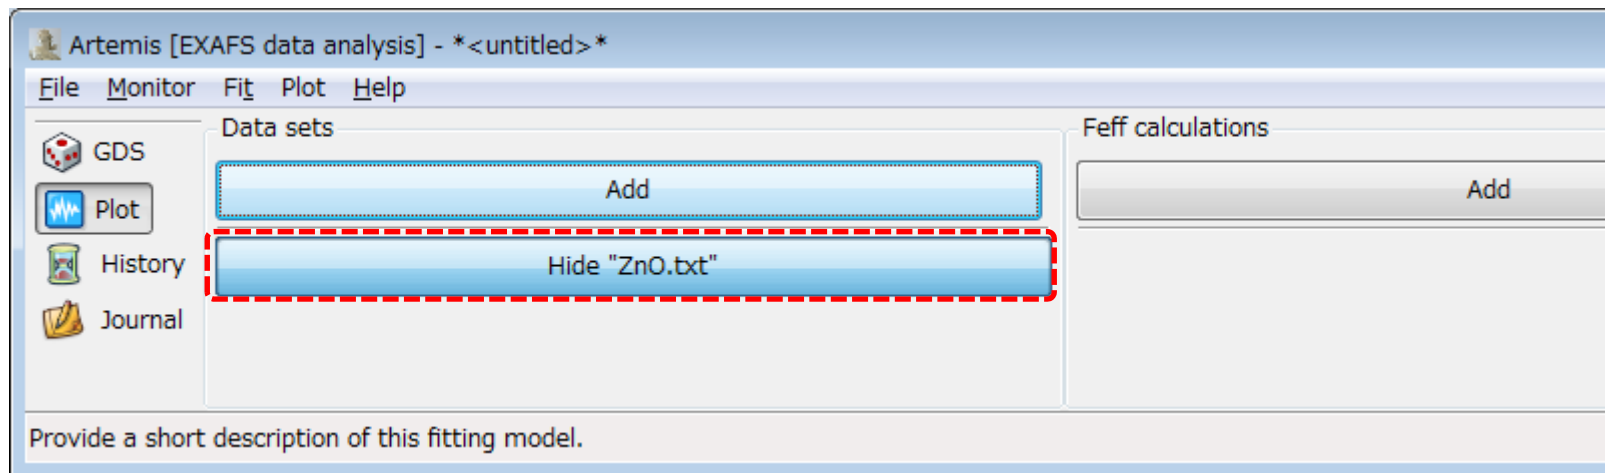 Artemis [EXAFS data analysis] - *<untitled>*
File Monitor Fit Plot Help
Data sets
Feff calculations
GDS
Add
Add
Plot
History
Hide "ZnO.txt"
Journal
Provide a short description of this fitting model.